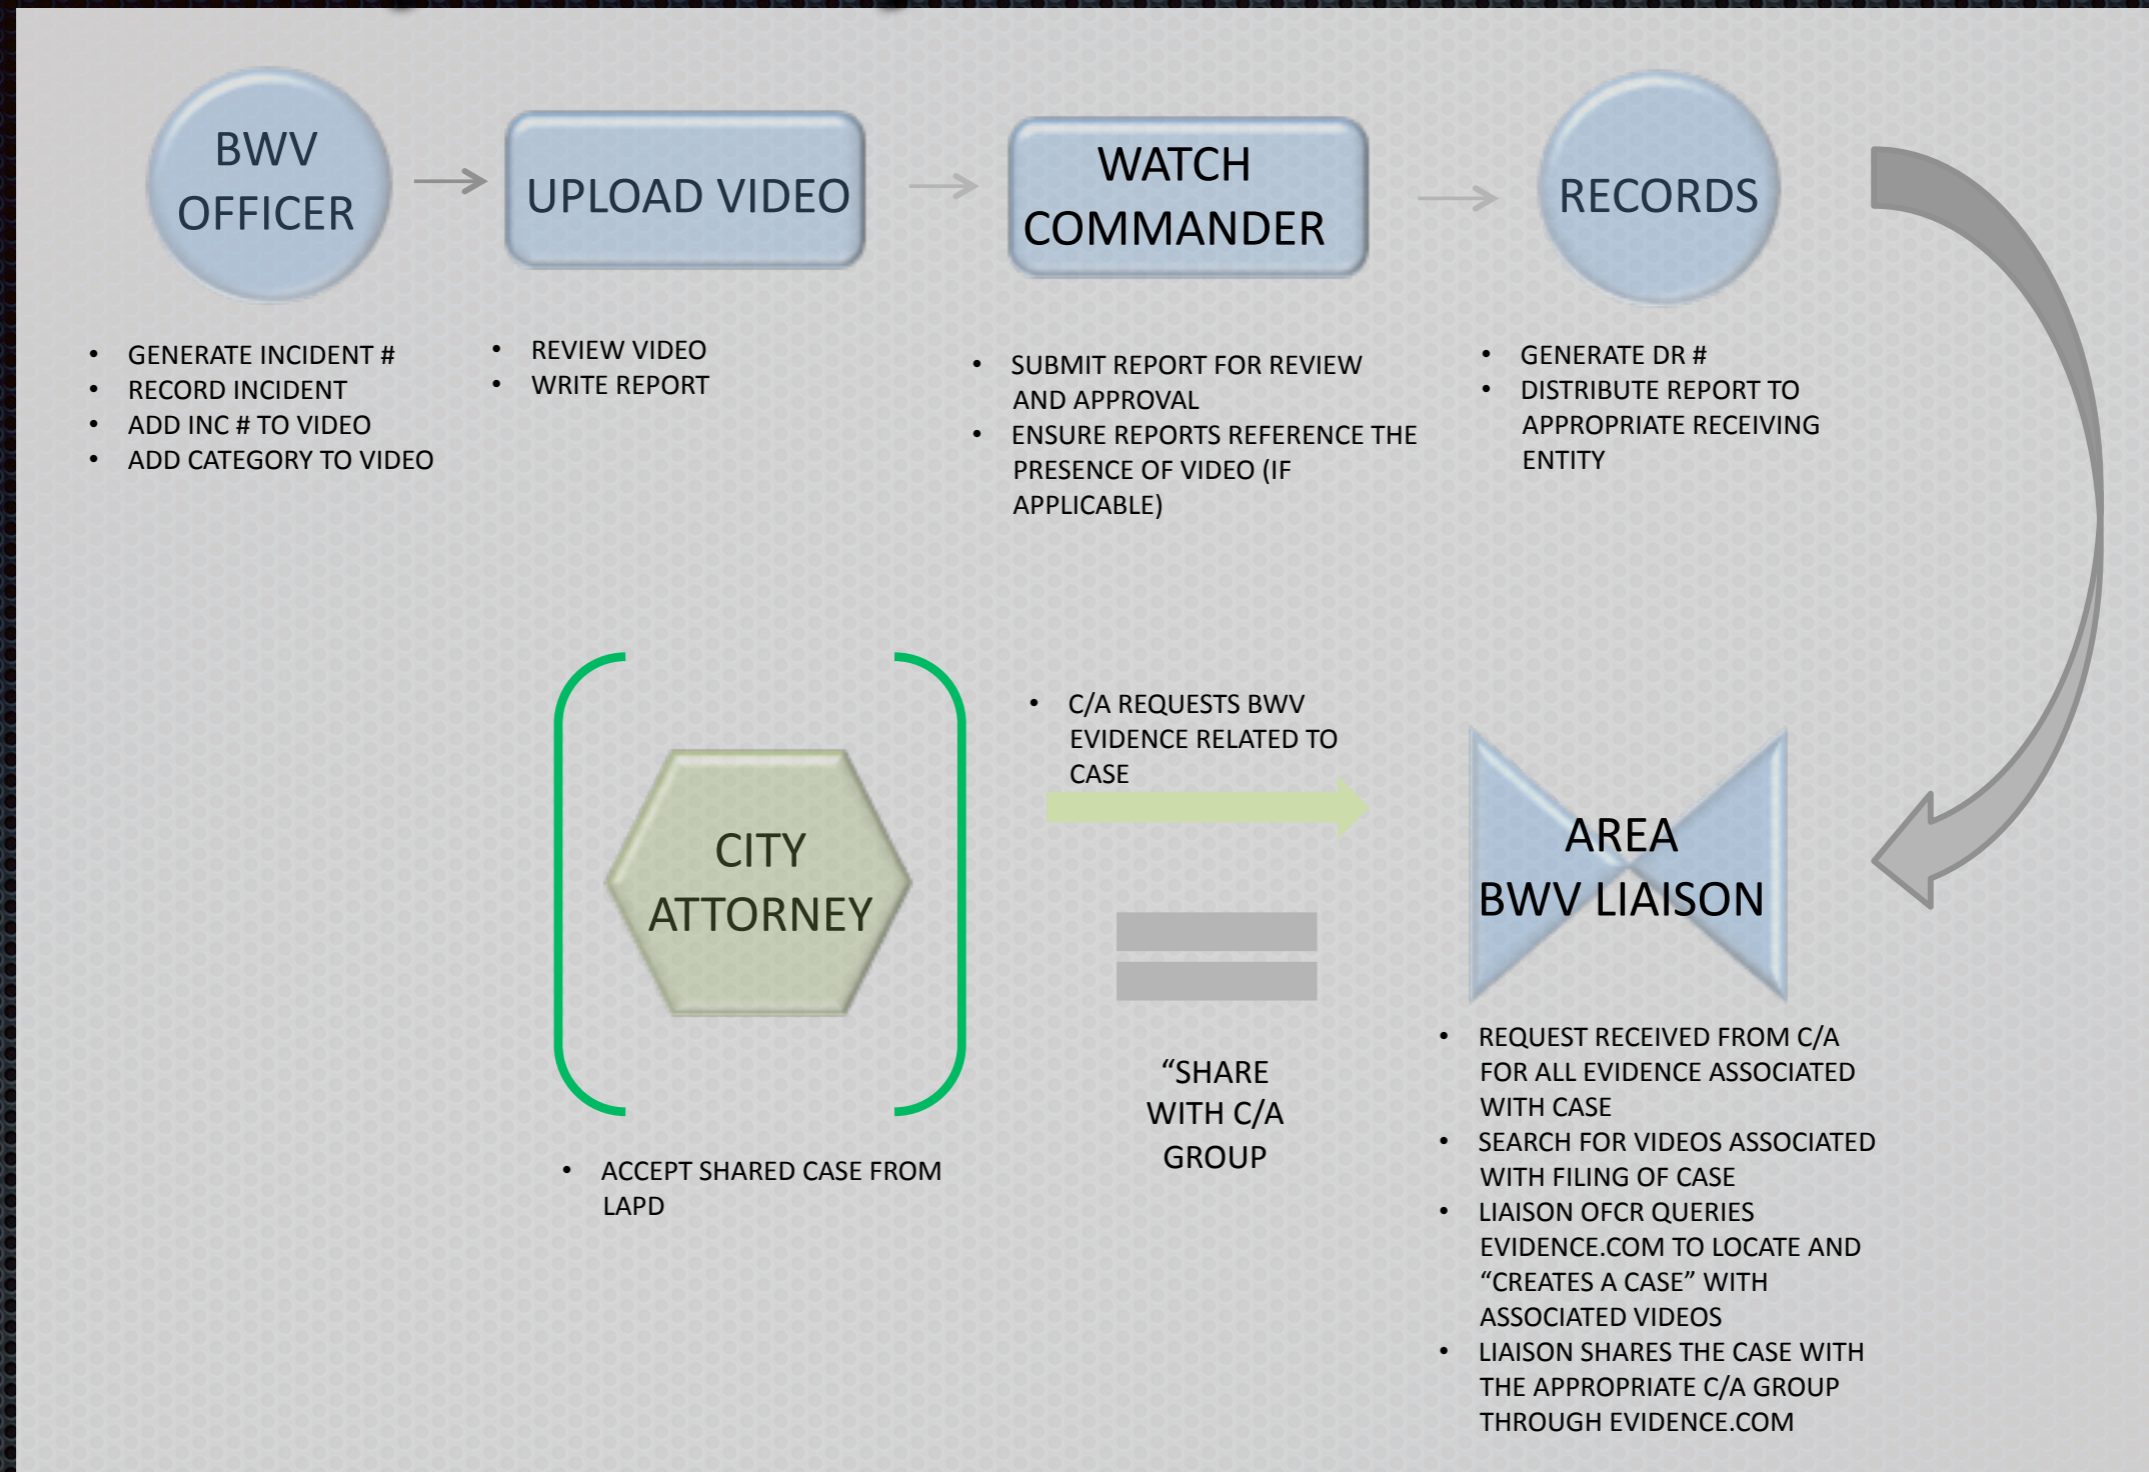 BWV
OFFICER
UPLOAD VIDEO
WATCH
COMMANDER
RECORDS
• GENERATE INCIDENT #
• RECORD INCIDENT
• ADD INC # TO VIDEO
• ADD CATEGORY TO VIDEO
• REVIEW VIDEO
• WRITE REPORT
• SUBMIT REPORT FOR REVIEW
AND APPROVAL
• ENSURE REPORTS REFERENCE THE
PRESENCE OF VIDEO (IF
APPLICABLE)
• GENERATE DR #
• DISTRIBUTE REPORT TO
APPROPRIATE RECEIVING
ENTITY
CITY
ATTORNEY
• ACCEPT SHARED CASE FROM
LAPD
• C/A REQUESTS BWV
EVIDENCE RELATED TO
CASE
“SHARE
WITH C/A
GROUP
AREA
BWV LIAISON
• REQUEST RECEIVED FROM C/A
FOR ALL EVIDENCE ASSOCIATED
WITH CASE
• SEARCH FOR VIDEOS ASSOCIATED
WITH FILING OF CASE
• LIAISON OFCR QUERIES
EVIDENCE.COM TO LOCATE AND
“CREATES A CASE” WITH
ASSOCIATED VIDEOS
• LIAISON SHARES THE CASE WITH
THE APPROPRIATE C/A GROUP
THROUGH EVIDENCE.COM